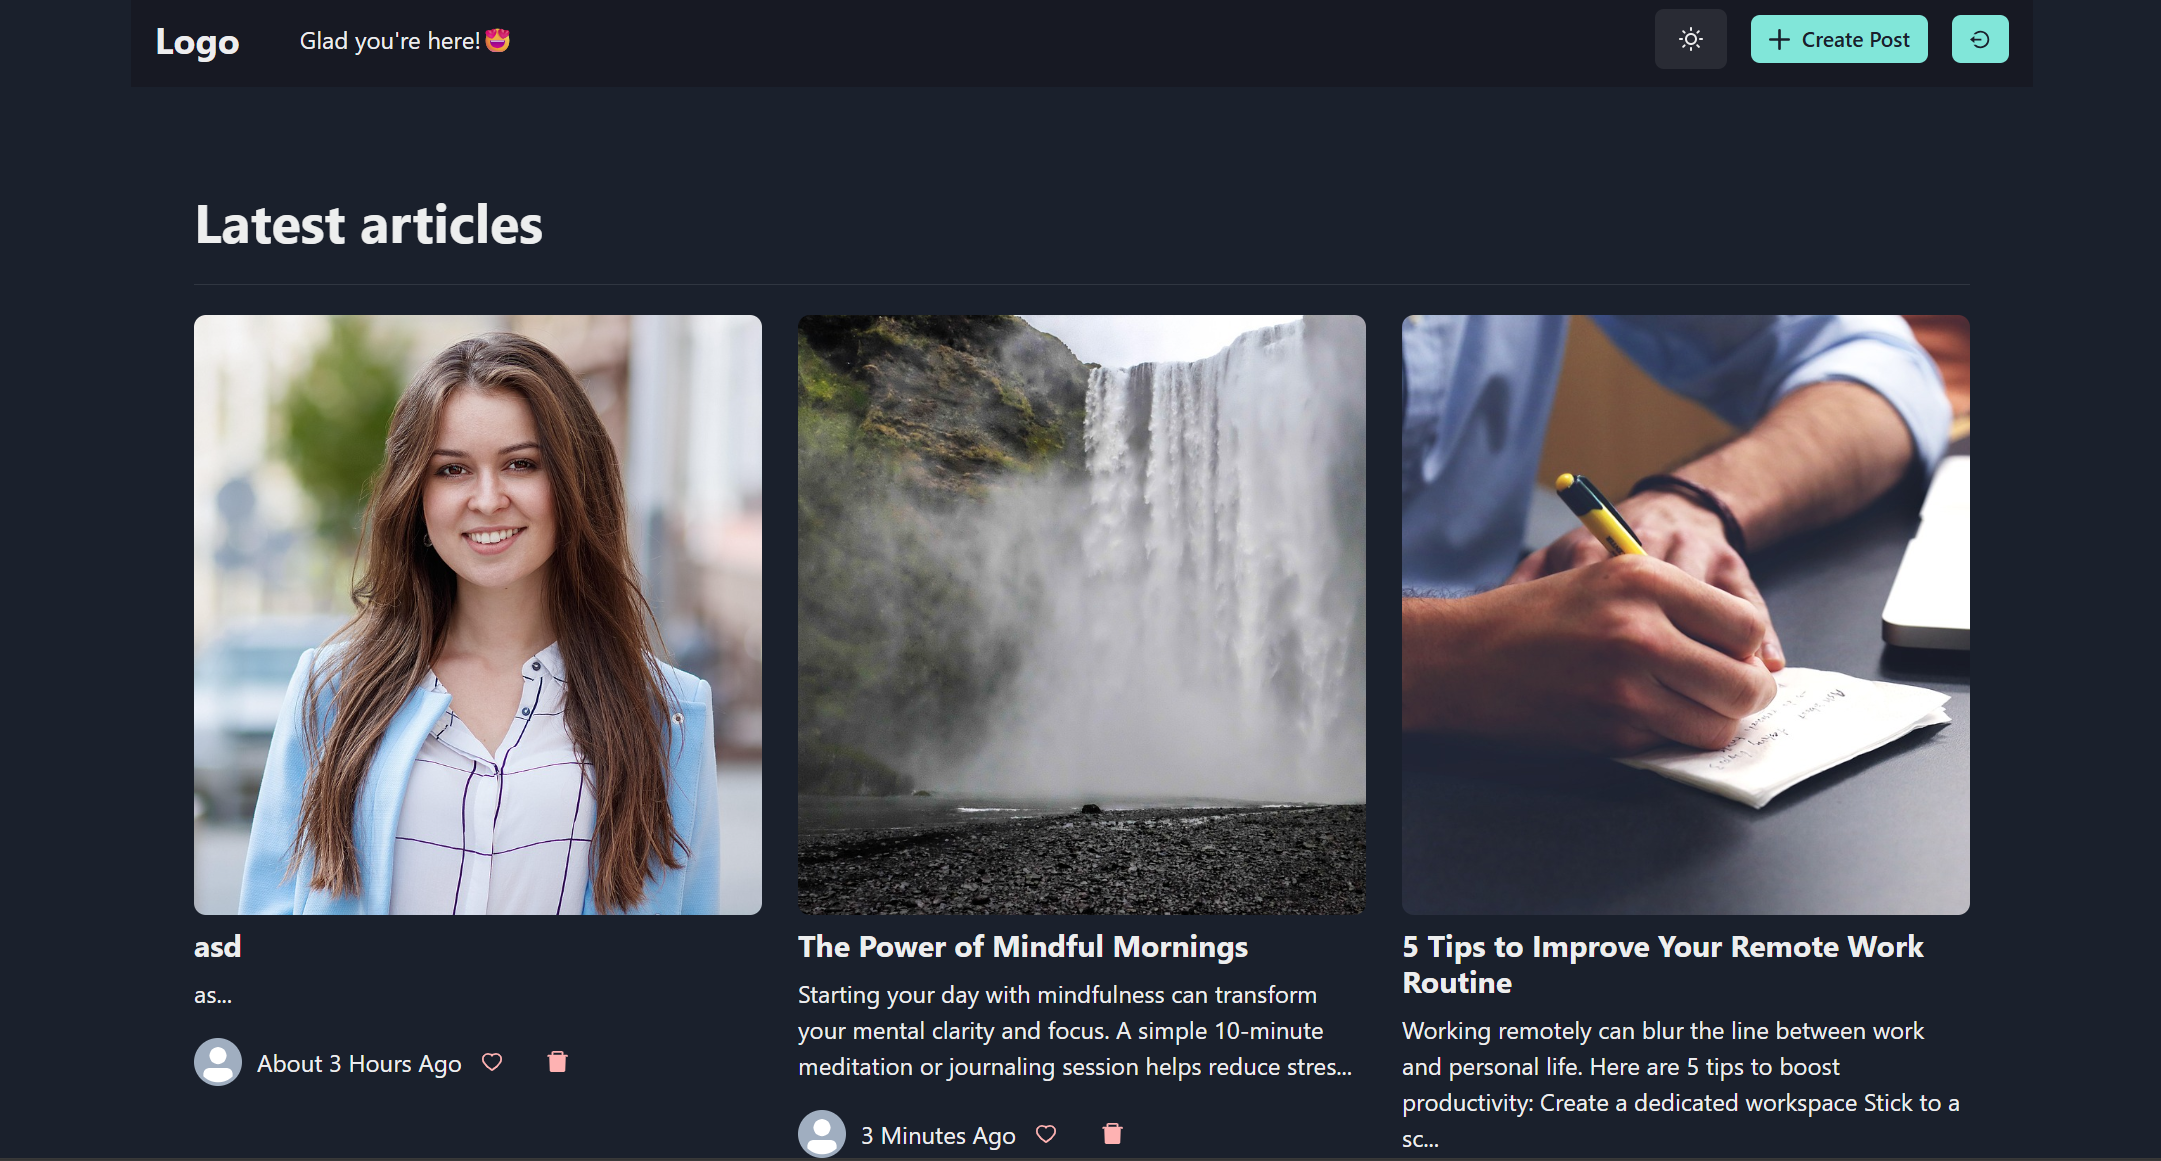 Logo
Glad you're here!😍
Create Post
Latest articles
asd
as...
About 3 Hours Ago
The Power of Mindful Mornings
Starting your day with mindfulness can transform
your mental clarity and focus. A simple 10-minute
meditation or journaling session helps reduce stres...
3 Minutes Ago
5 Tips to Improve Your Remote Work
Routine
Working remotely can blur the line between work
and personal life. Here are 5 tips to boost
productivity: Create a dedicated workspace Stick to a
sc...